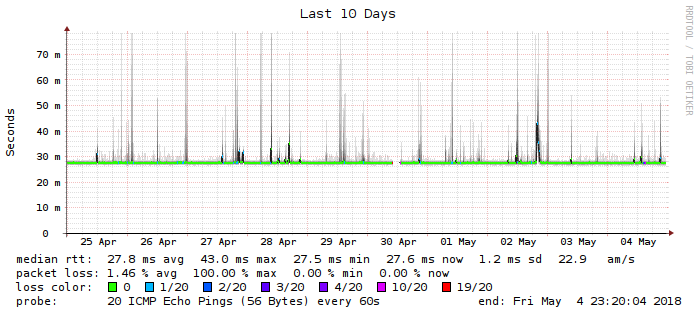 Last 10 Days
RRDTOOL / TOBI OETIKER
Seconds
70 m
60 m
50 m
40 m
30 m
20 m
10 m
0
25 Apr 26 Apr 27 Apr 28 Apr 29 Apr 30 Apr 01 May 02 May 03 May 04 May
median rtt: 27.8 ms avg 43.0 ms max 27.5 ms min 27.6 ms now 1.2 ms sd 22.9 am/s
packet loss: 1.46 % avg 100.00 % max 0.00 % min 0.00 % now
loss color: 0 1/20 2/20 3/20 4/20 10/20 19/20
probe: 20 ICMP Echo Pings (56 Bytes) every 60s end: Fri May 4 23:20:04 2018